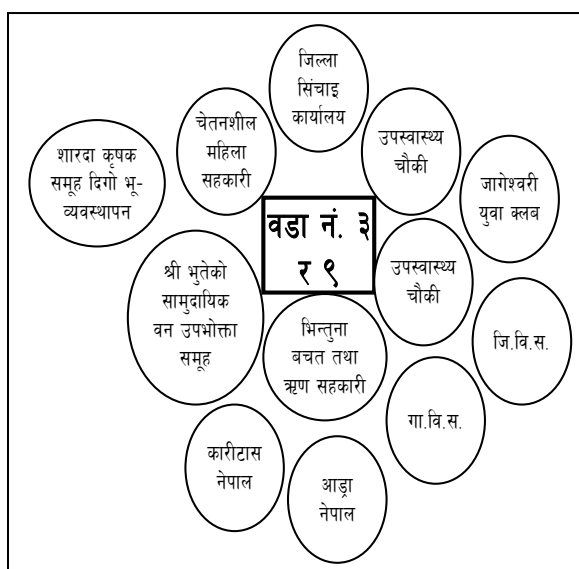 जिल्ला
सिंचाइ
कार्यालय
चेतनशील
महिला
सहकारी
उपस्वास्थ्य
चौकी
शारदा कृषक
समूह दिगो भू-
व्यवस्थापन
जागेश्वरी
युवा क्लब
वडा नं. ३
र ९
श्री भुतेको
सामुदायिक
वन उपभोक्ता
समूह
उपस्वास्थ्य
चौकी
भिन्तुना
बचत तथा
ऋण सहकारी
जि.वि.स.
गा.वि.स.
कारीटास
नेपाल
आड्रा
नेपाल